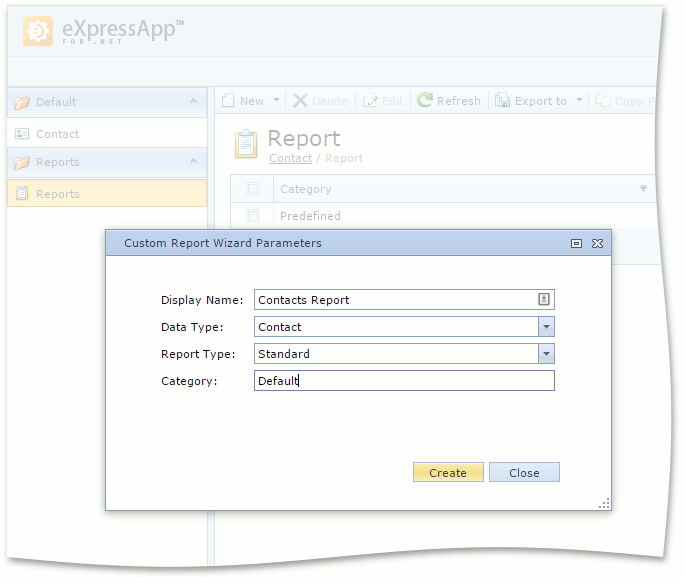 eXpressApp™
FOR .NET
Default
Contact
Reports
Reports
New Delete Edit Refresh Export to Copy P
Report
Contact / Report
Category
Predefined
Custom Report Wizard Parameters
Display Name: Contacts Report
Data Type: Contact
Report Type: Standard
Category: Default
Create Close